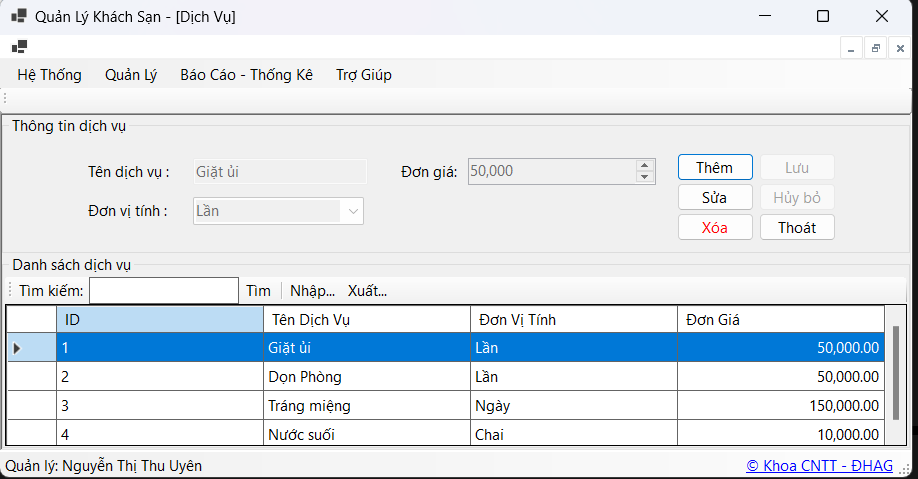 Quản Lý Khách Sạn - [Dịch Vụ]
Hệ Thống Quản Lý Báo Cáo - Thống Kê Trợ Giúp
Thông tin dịch vụ
Tên dịch vụ : Giặt ủi Đơn giá: 50,000 Thêm Lưu
Sửa Hủy bỏ
Đơn vị tính : Lần
Xóa Thoát
Danh sách dịch vụ
Tìm kiếm: Tìm Nhập... Xuất...
ID Tên Dịch Vụ Đơn Vị Tính Đơn Giá
1 Giặt ủi Lần 50,000.00
2 Dọn Phòng Lần 50,000.00
3 Tráng miệng Ngày 150,000.00
4 Nước suối Chai 10,000.00
Quản lý: Nguyễn Thị Thu Uyên © Khoa CNTT - ĐHAG